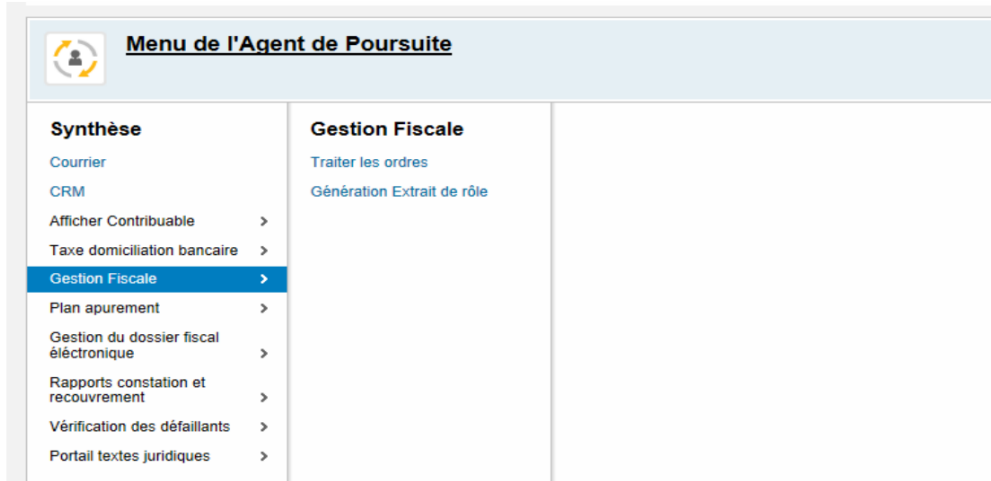 Menu de l'Agent de Poursuite
Synthèse
Courrier
CRM
Afficher Contribuable
Taxe domiciliation bancaire
Gestion Fiscale
Plan apurement
Gestion du dossier fiscal
éléctronique
Rapports constation et
recouvrement
Vérification des défaillants
Portail textes juridiques
Gestion Fiscale
Traiter les ordres
Génération Extrait de rôle